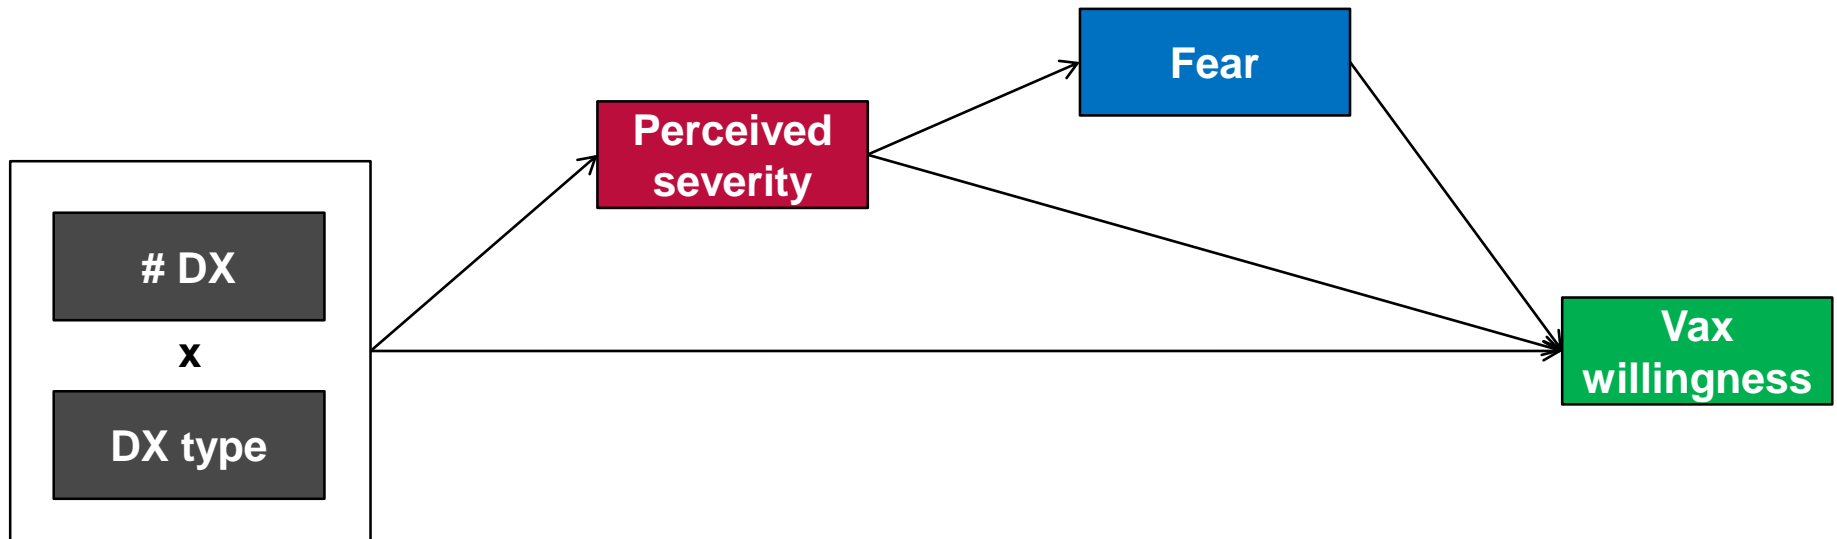 Fear
Perceived
severity
# DX
x
DX type
Vax
willingness